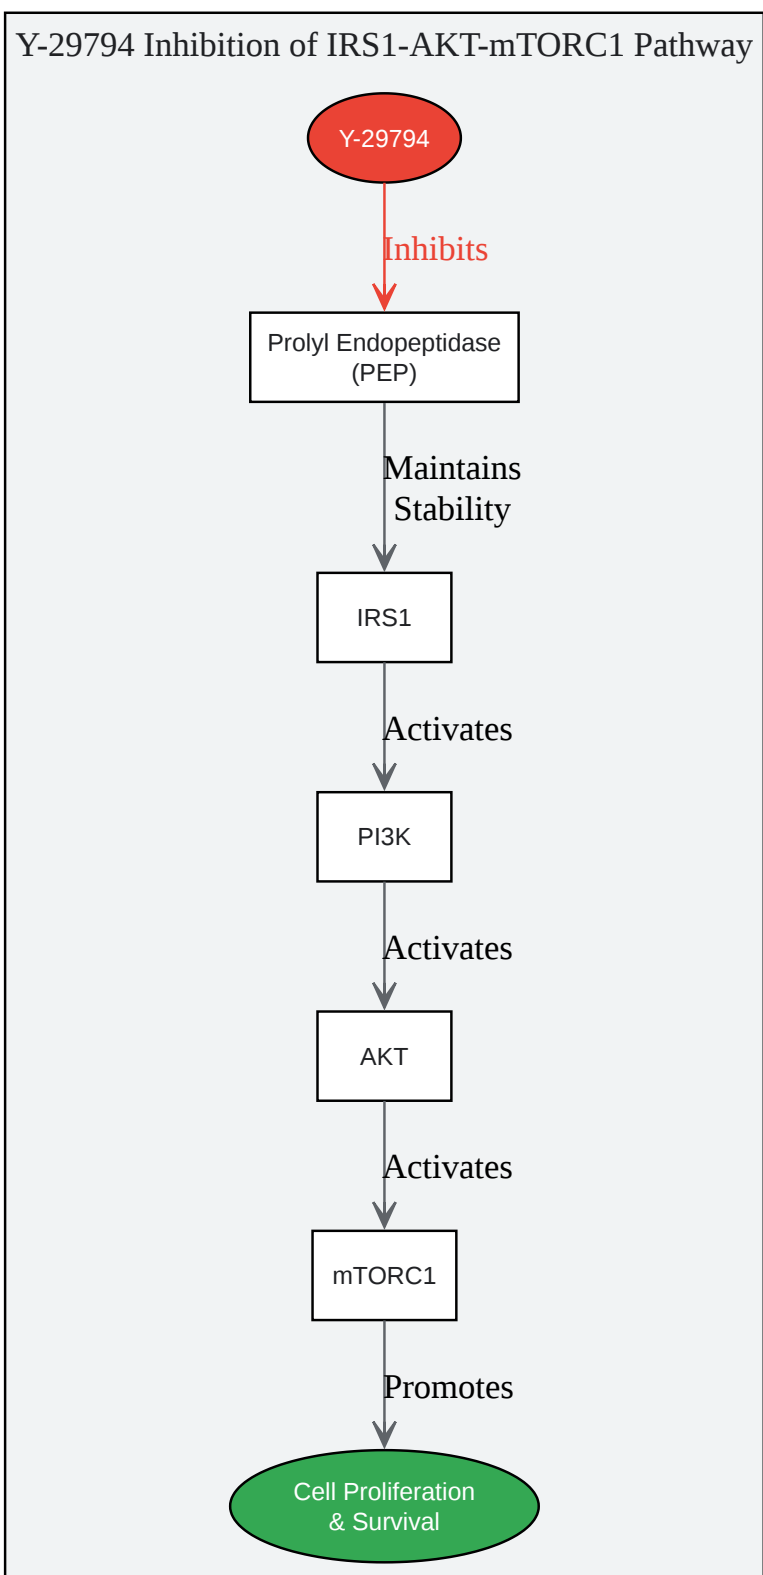 Y-29794 Inhibition of IRS1-AKT-mTORC1 Pathway
Y-29794
Inhibits
Prolyl Endopeptidase
(PEP)
Maintains
Stability
IRS1
Activates
PI3K
Activates
AKT
Activates
mTORC1
Promotes
Cell Proliferation
& Survival